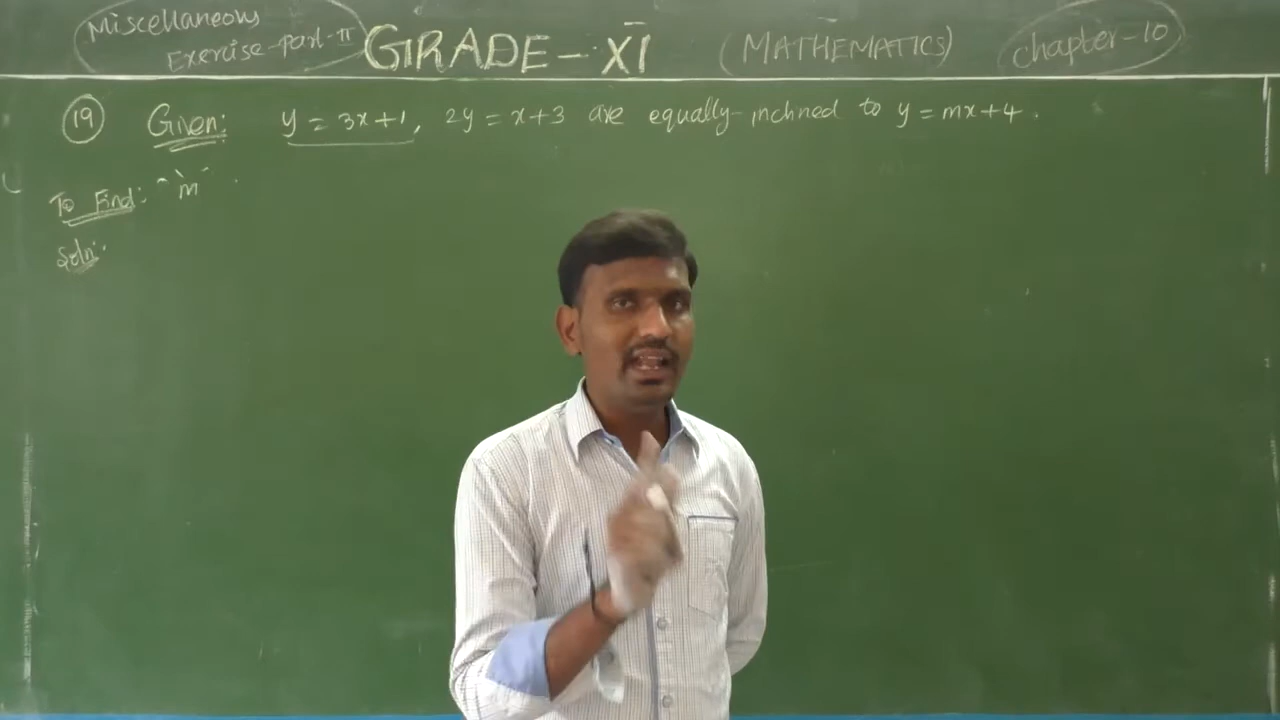 Miscellaneous
Exercise-part-II
GRADE - XI
(MATHEMATICS)
chapter-10
19 Given: y = 3x+1, 2y = x+3 are equally-inclined to y = mx+4.
To Find: "m".
Soln: